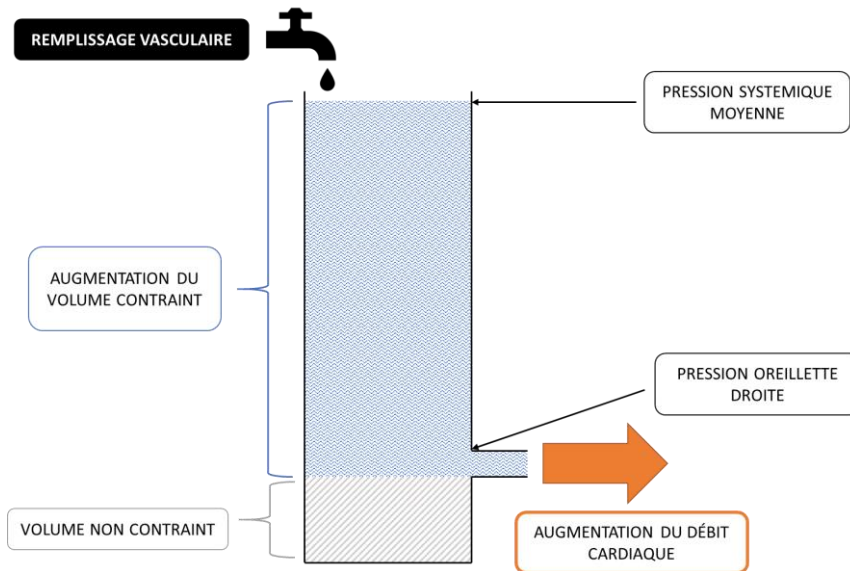 REMPLISSAGE VASCULAIRE
PRESSION SYSTEMIQUE
MOYENNE
AUGMENTATION DU
VOLUME CONTRAINT
PRESSION OREILLETTE
DROITE
VOLUME NON CONTRAINT
AUGMENTATION DU DÉBIT
CARDIAQUE